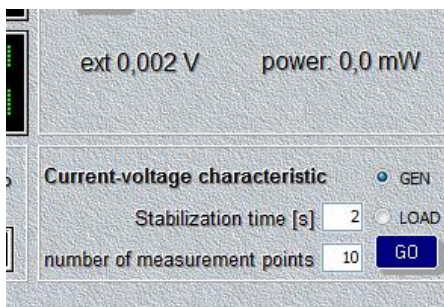 ext 0,002 V power: 0,0 mW
Current-voltage characteristic GEN
Stabilization time [s] 2 LOAD
number of measurement points 10 GO